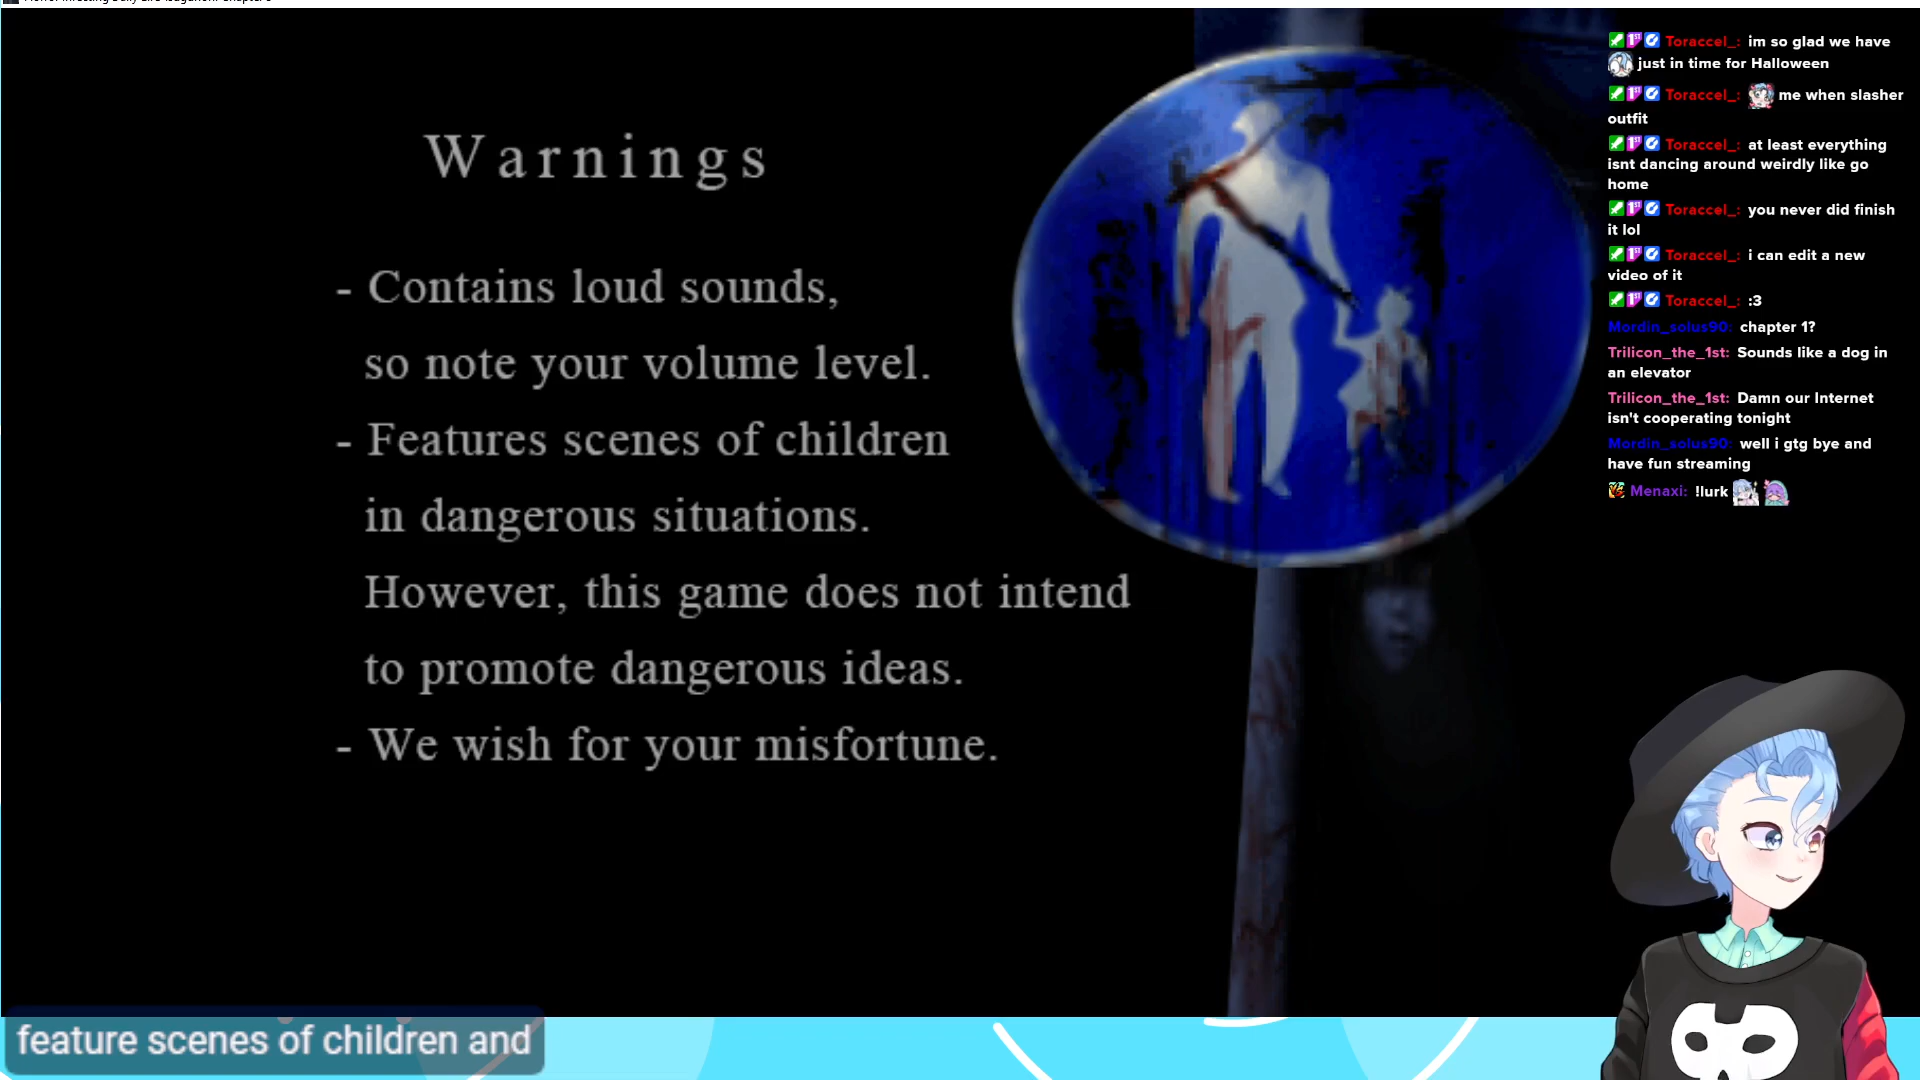 Warnings
- Contains loud sounds,
so note your volume level.
- Features scenes of children
in dangerous situations.
However, this game does not intend
to promote dangerous ideas.
- We wish for your misfortune.
Toraccel_: im so glad we have
just in time for Halloween
Toraccel_: me when slasher
outfit
Toraccel_: at least everything
isnt dancing around weirdly like go
home
Toraccel_: you never did finish
it lol
Toraccel_: i can edit a new
video of it
Toraccel_: :3
Mordin_solus90: chapter 1?
Trilicon_the_1st: Sounds like a dog in
an elevator
Trilicon_the_1st: Damn our Internet
isn't cooperating tonight
Mordin_solus90: well i gtg bye and
have fun streaming
Menaxi: !lurk
feature scenes of children and